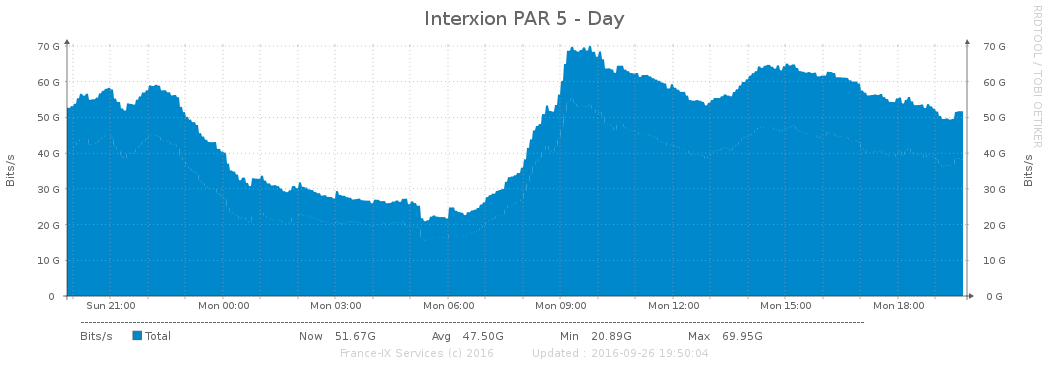 Interxion PAR 5 - Day
RRDTOOL / TOBI OETIKER
Bits/s
70 G 70 G
60 G 60 G
50 G 50 G
40 G 40 G
30 G 30 G
20 G 20 G
10 G 10 G
0 0 G
Bits/s
Sun 21:00 Mon 00:00 Mon 03:00 Mon 06:00 Mon 09:00 Mon 12:00 Mon 15:00 Mon 18:00
Bits/s Total Now 51.67G Avg 47.50G Min 20.89G Max 69.95G
France-IX Services (c) 2016 Updated : 2016-09-26 19:50:04